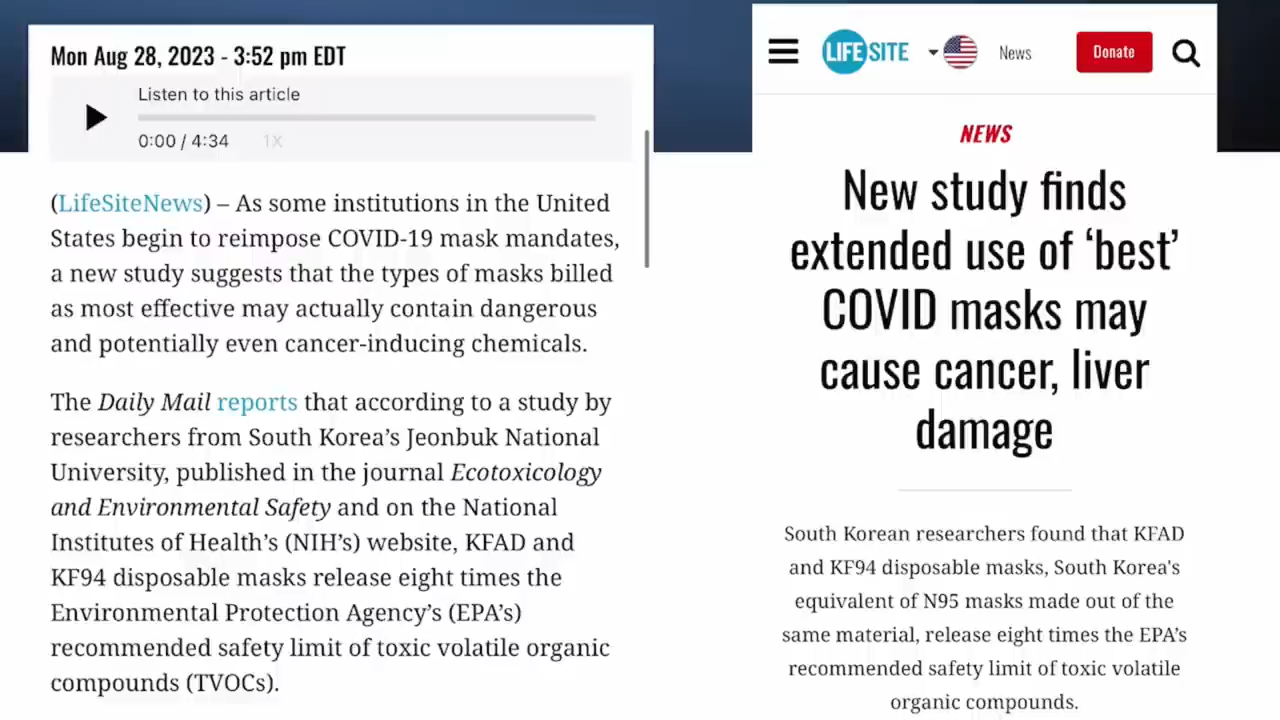 Mon Aug 28, 2023 - 3:52 pm EDT
Listen to this article
0:00 / 4:34 1X
(LifeSiteNews) – As some institutions in the United
States begin to reimpose COVID-19 mask mandates,
a new study suggests that the types of masks billed
as most effective may actually contain dangerous
and potentially even cancer-inducing chemicals.
The Daily Mail reports that according to a study by
researchers from South Korea’s Jeonbuk National
University, published in the journal Ecotoxicology
and Environmental Safety and on the National
Institutes of Health’s (NIH’s) website, KFAD and
KF94 disposable masks release eight times the
Environmental Protection Agency’s (EPA’s)
recommended safety limit of toxic volatile organic
compounds (TVOCs).
LIFESITE News Donate
NEWS
New study finds
extended use of ‘best’
COVID masks may
cause cancer, liver
damage
South Korean researchers found that KFAD
and KF94 disposable masks, South Korea's
equivalent of N95 masks made out of the
same material, release eight times the EPA’s
recommended safety limit of toxic volatile
organic compounds.